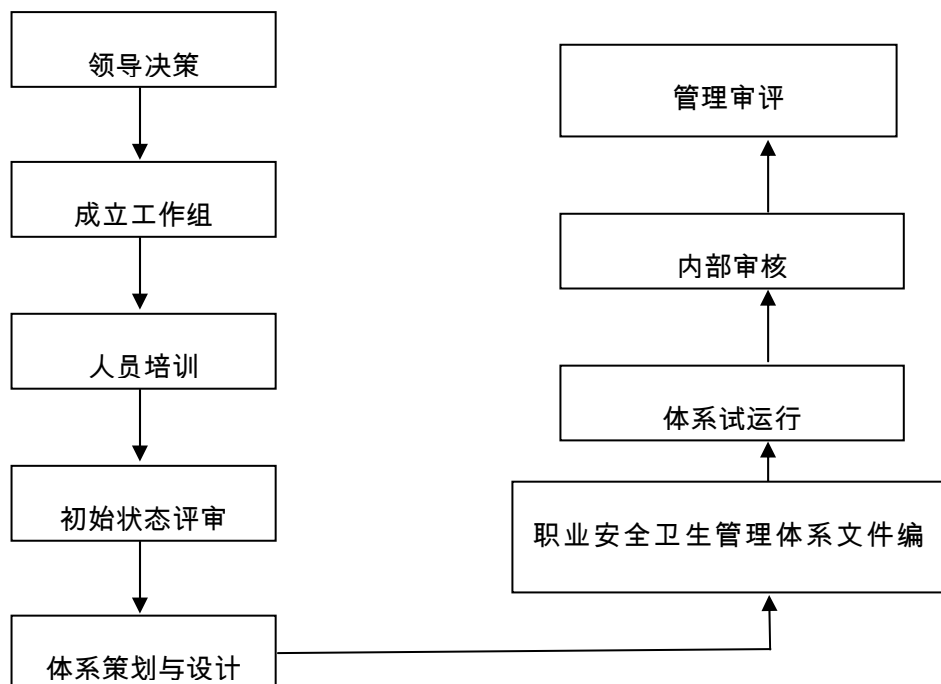 领导决策
成立工作组
人员培训
初始状态评审
体系策划与设计
职业安全卫生管理体系文件编
体系试运行
内部审核
管理审评